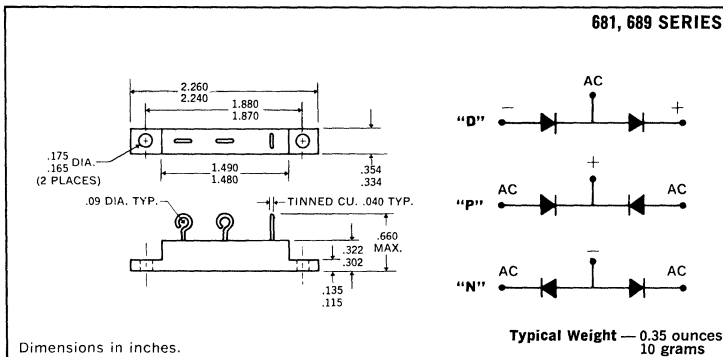 681, 689 SERIES
2.260
2.240
1.880
1.870
.175
.165 DIA.
(2 PLACES)
1.490
1.480
.354
.334
.09 DIA. TYP.
TINNED CU. .040 TYP.
.660
MAX.
.322
.302
.135
.115
Dimensions in inches.
AC
"D" − +
+
AC "P" AC
−
AC "N" AC
Typical Weight — 0.35 ounces
10 grams